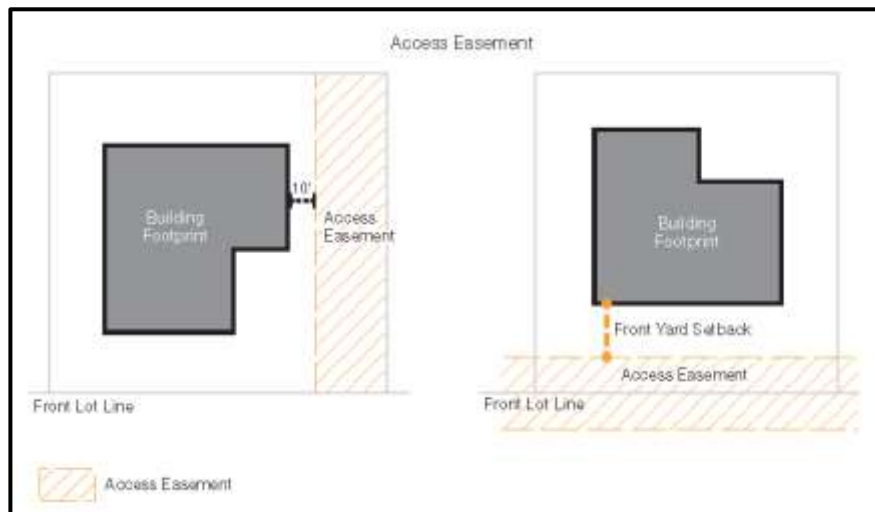 Access Easement
Building
Footprint
10'
Access
Easement
Front Lot Line
Building
Footprint
Front Yard Setback
Access Easement
Front Lot Line
Access Easement